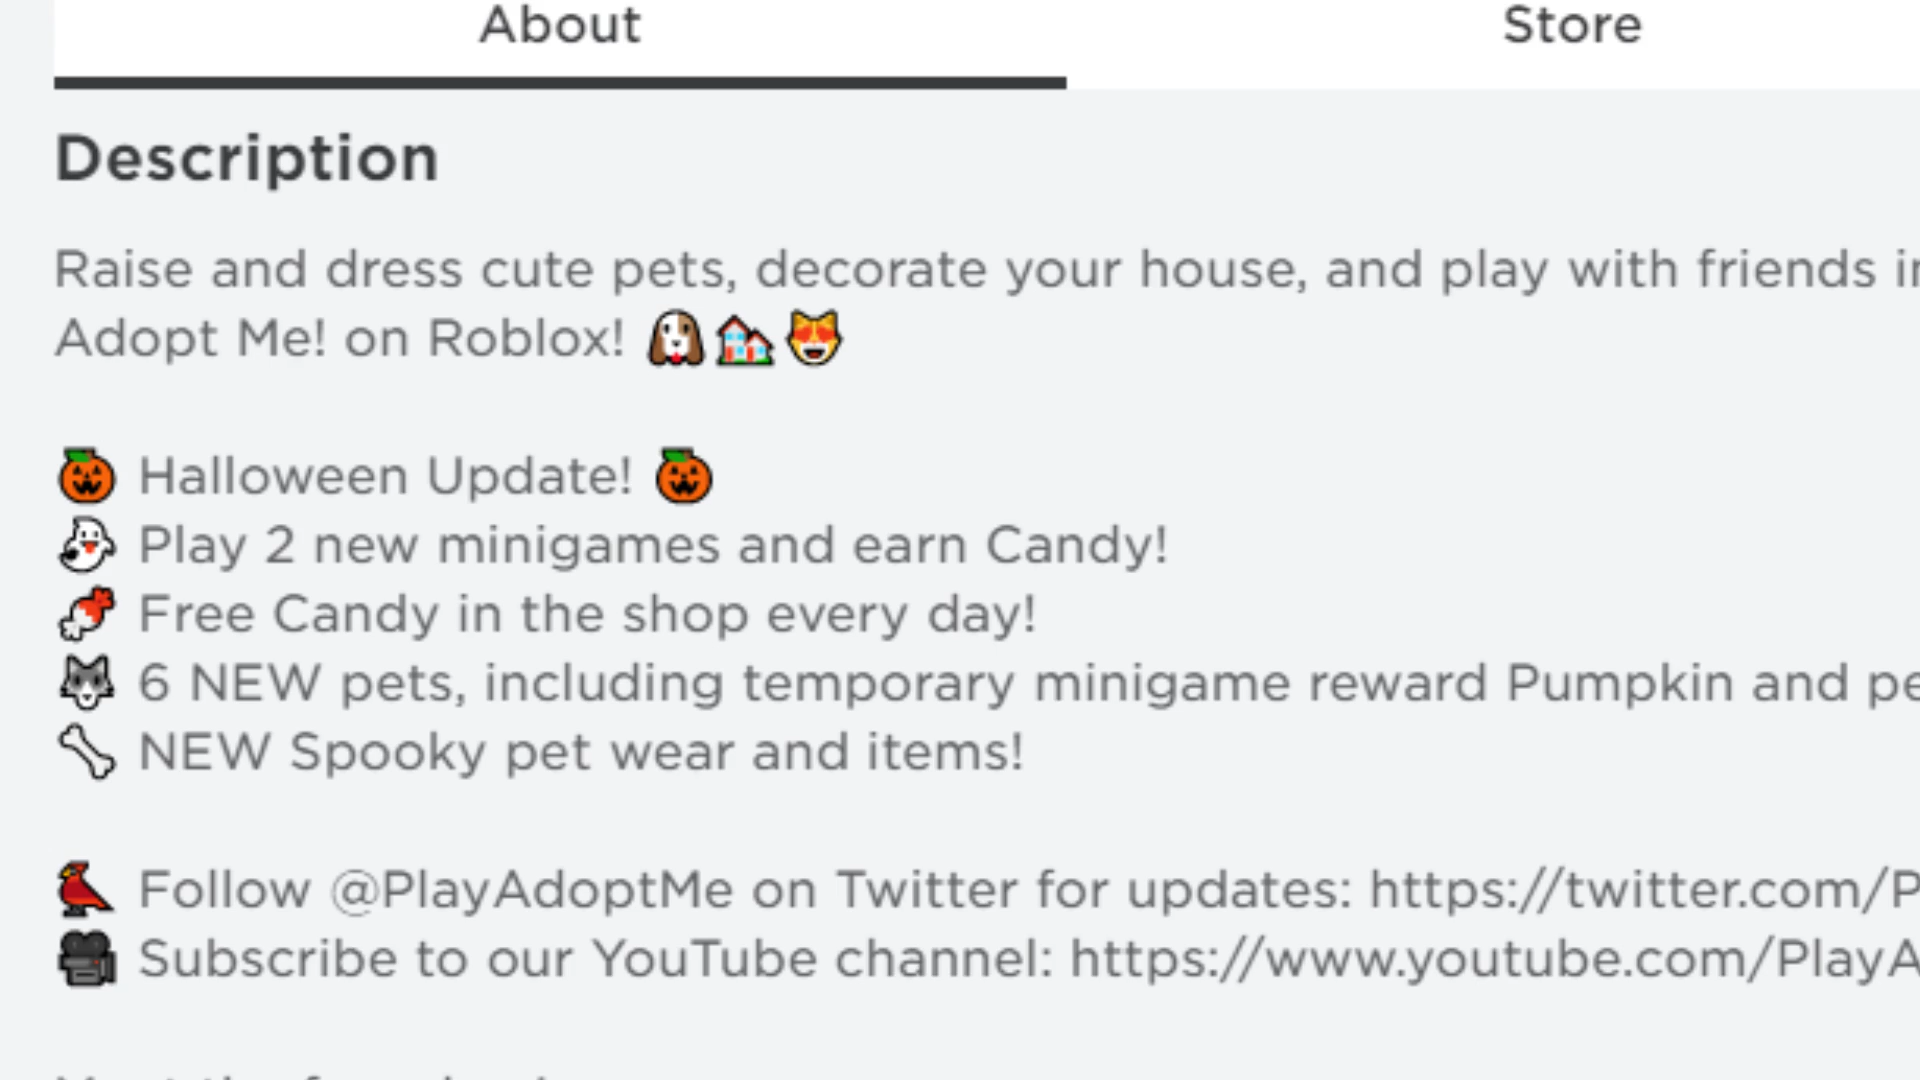 About
Store
Description
Raise and dress cute pets, decorate your house, and play with friends
Adopt Me! on Roblox! 🐶🏘️😻
🎃 Halloween Update! 🎃
👻 Play 2 new minigames and earn Candy!
🍖 Free Candy in the shop every day!
🐺 6 NEW pets, including temporary minigame reward Pumpkin and
🦴 NEW Spooky pet wear and items!
🐦 Follow @PlayAdoptMe on Twitter for updates: https://twitter.com/P
🎥 Subscribe to our YouTube channel: https://www.youtube.com/PlayA